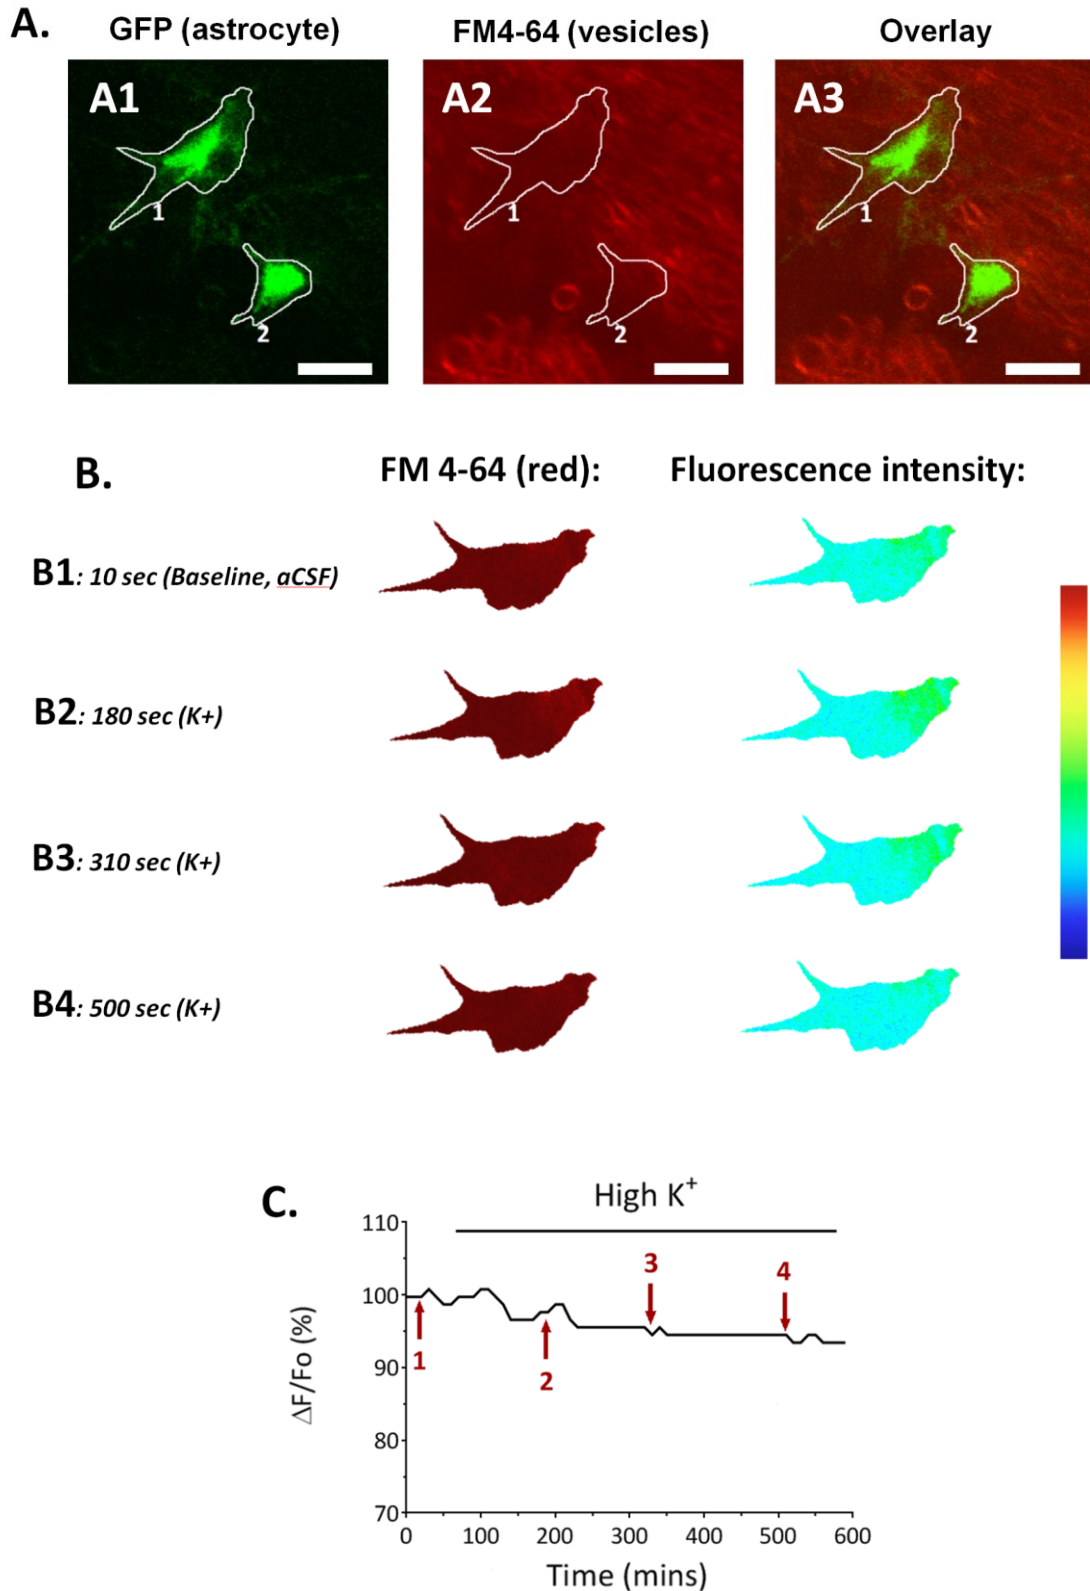 A.
GFP (astrocyte) FM4-64 (vesicles) Overlay
A1 A2 A3
1 1 1
2 2 2
B. FM 4-64 (red): Fluorescence intensity:
B1: 10 sec (Baseline, aCSF)
B2: 180 sec (K+)
B3: 310 sec (K+)
B4: 500 sec (K+)
C. High K⁺
110
100
90
80
70
ΔF/Fo (%)
1
2
3
4
0 100 200 300 400 500 600
Time (mins)